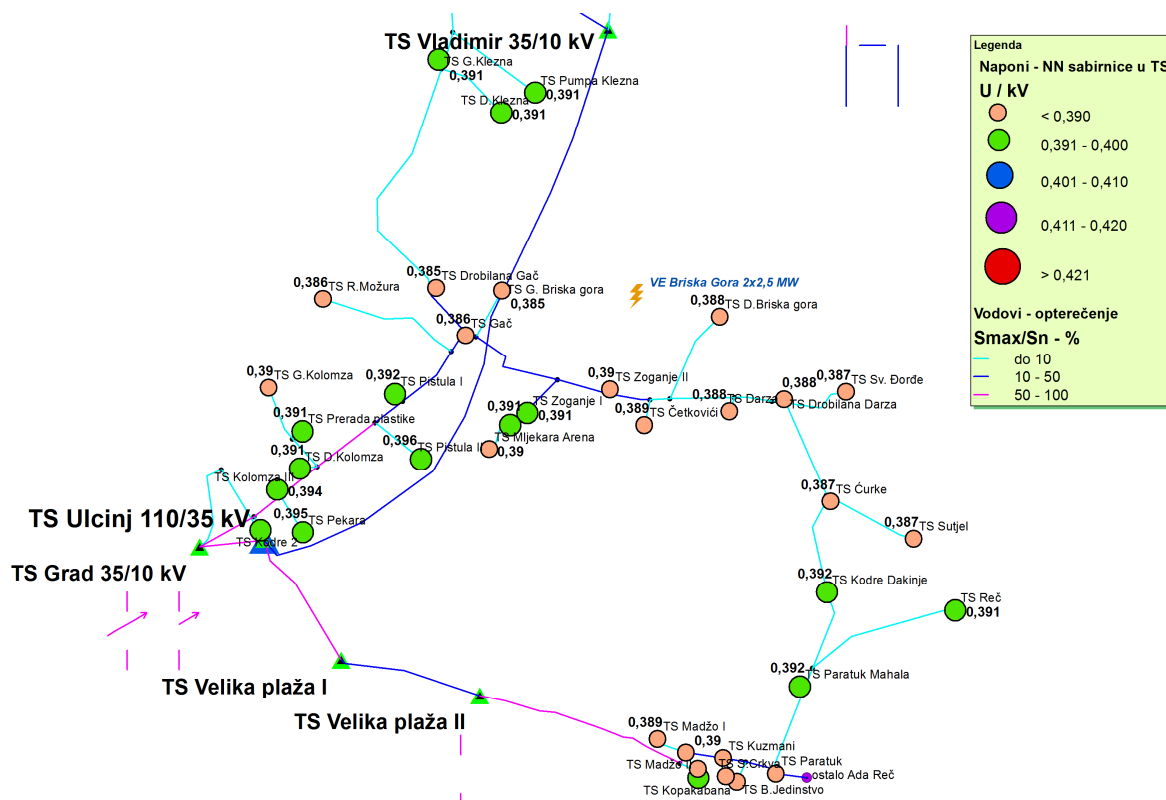 TS Vladimir 35/10 kV
TS G.Klezna
0,391
TS Pumpa Klezna
0,391
TS D.Klezna
0,391
Legenda
Naponi - NN sabirnice u TS
U / kV
< 0,390
0,391 - 0,400
0,401 - 0,410
0,411 - 0,420
> 0,421
Vodovi - opterečenje
Smax/Sn - %
do 10
10 - 50
50 - 100
0,385
TS Drobilana Gač
0,386
TS R.Možura
TS G. Briska gora
0,385
VE Briska Gora 2x2,5 MW
0,388
TS D.Briska gora
0,386
TS Gač
0,39
TS G.Kolomza
0,392
TS Pistula I
0,39
TS Zoganje II
0,389
TS Četkovići
0,388
TS Darza
0,388
TS Drobilana Darza
0,387
TS Sv. Đorđe
0,391
TS Prerada plastike
0,391
TS Zoganje I
0,391
TS Mljekara Arena
0,39
0,396
TS Pistula II
0,391
TS D.Kolomza
TS Kolomza III
0,394
0,395
TS Pekara
TS Ulcinj 110/35 kV
TS Kodre 2
TS Grad 35/10 kV
0,387
TS Ćurke
0,387
TS Sutjel
0,392
TS Kodre Dakinje
TS Reč
0,391
0,392
TS Paratuk Mahala
TS Velika plaža I
TS Velika plaža II
0,389
TS Madžo I
0,39
TS Kuzmani
TS Madžo
TS S.Crkva
TS Paratuk
ostalo Ada Reč
TS Kopakabana
TS B.Jedinstvo